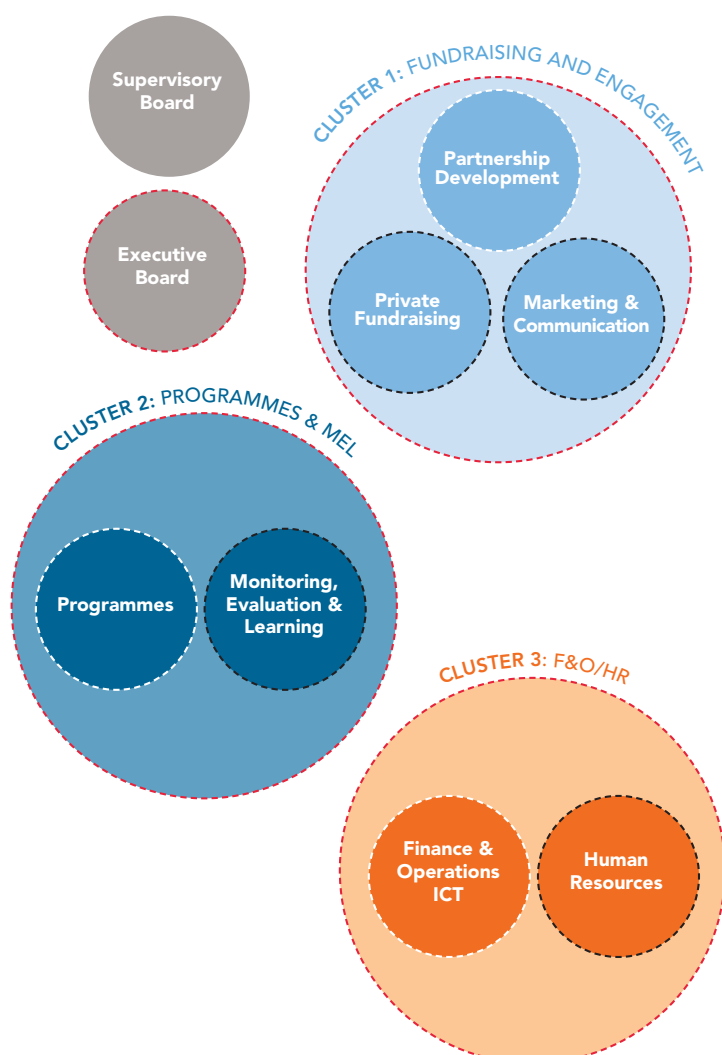 Supervisory
Board
Executive
Board
CLUSTER 1: FUNDRAISING AND ENGAGEMENT
Partnership
Development
Private
Fundraising
Marketing &
Communication
CLUSTER 2: PROGRAMMES & MEL
Programmes
Monitoring,
Evaluation &
Learning
CLUSTER 3: F&O/HR
Finance &
Operations
ICT
Human
Resources